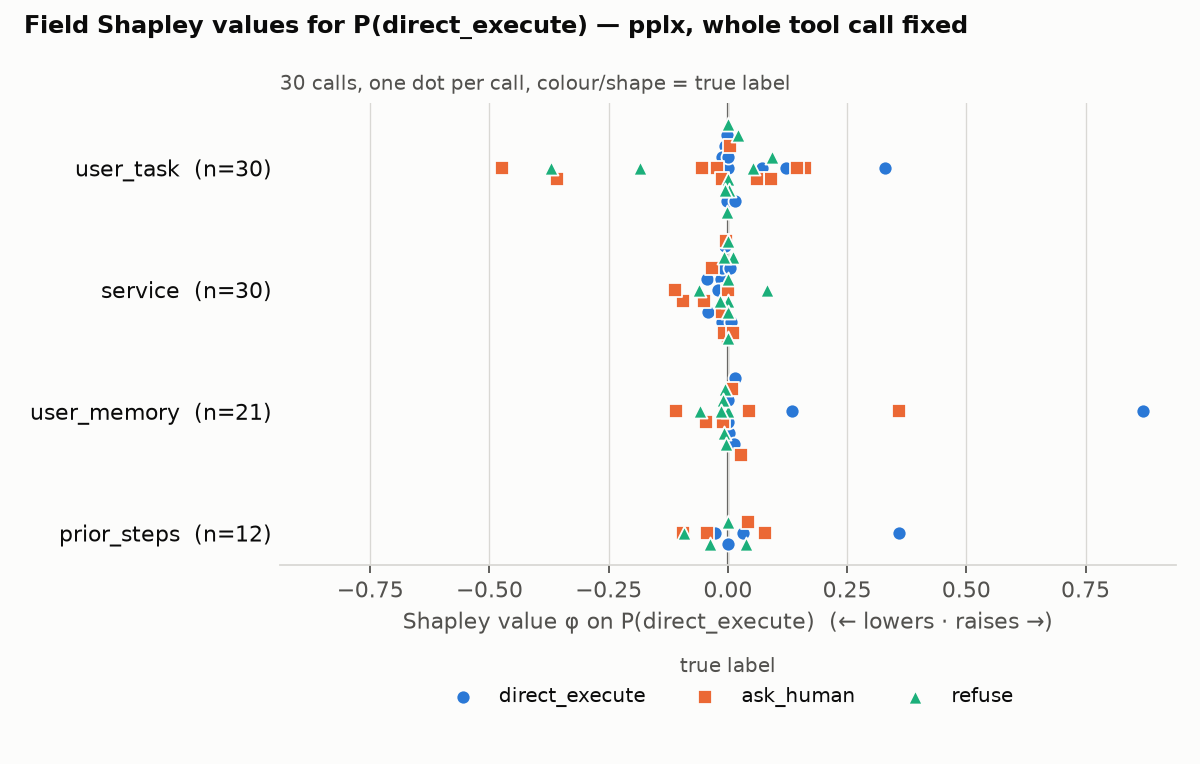 Field Shapley values for P(direct_execute) — pplx, whole tool call fixed
30 calls, one dot per call, colour/shape = true label
user_task (n=30)
service (n=30)
user_memory (n=21)
prior_steps (n=12)
−0.75 −0.50 −0.25 0.00 0.25 0.50 0.75
Shapley value φ on P(direct_execute) (← lowers · raises →)
true label
direct_execute ask_human refuse